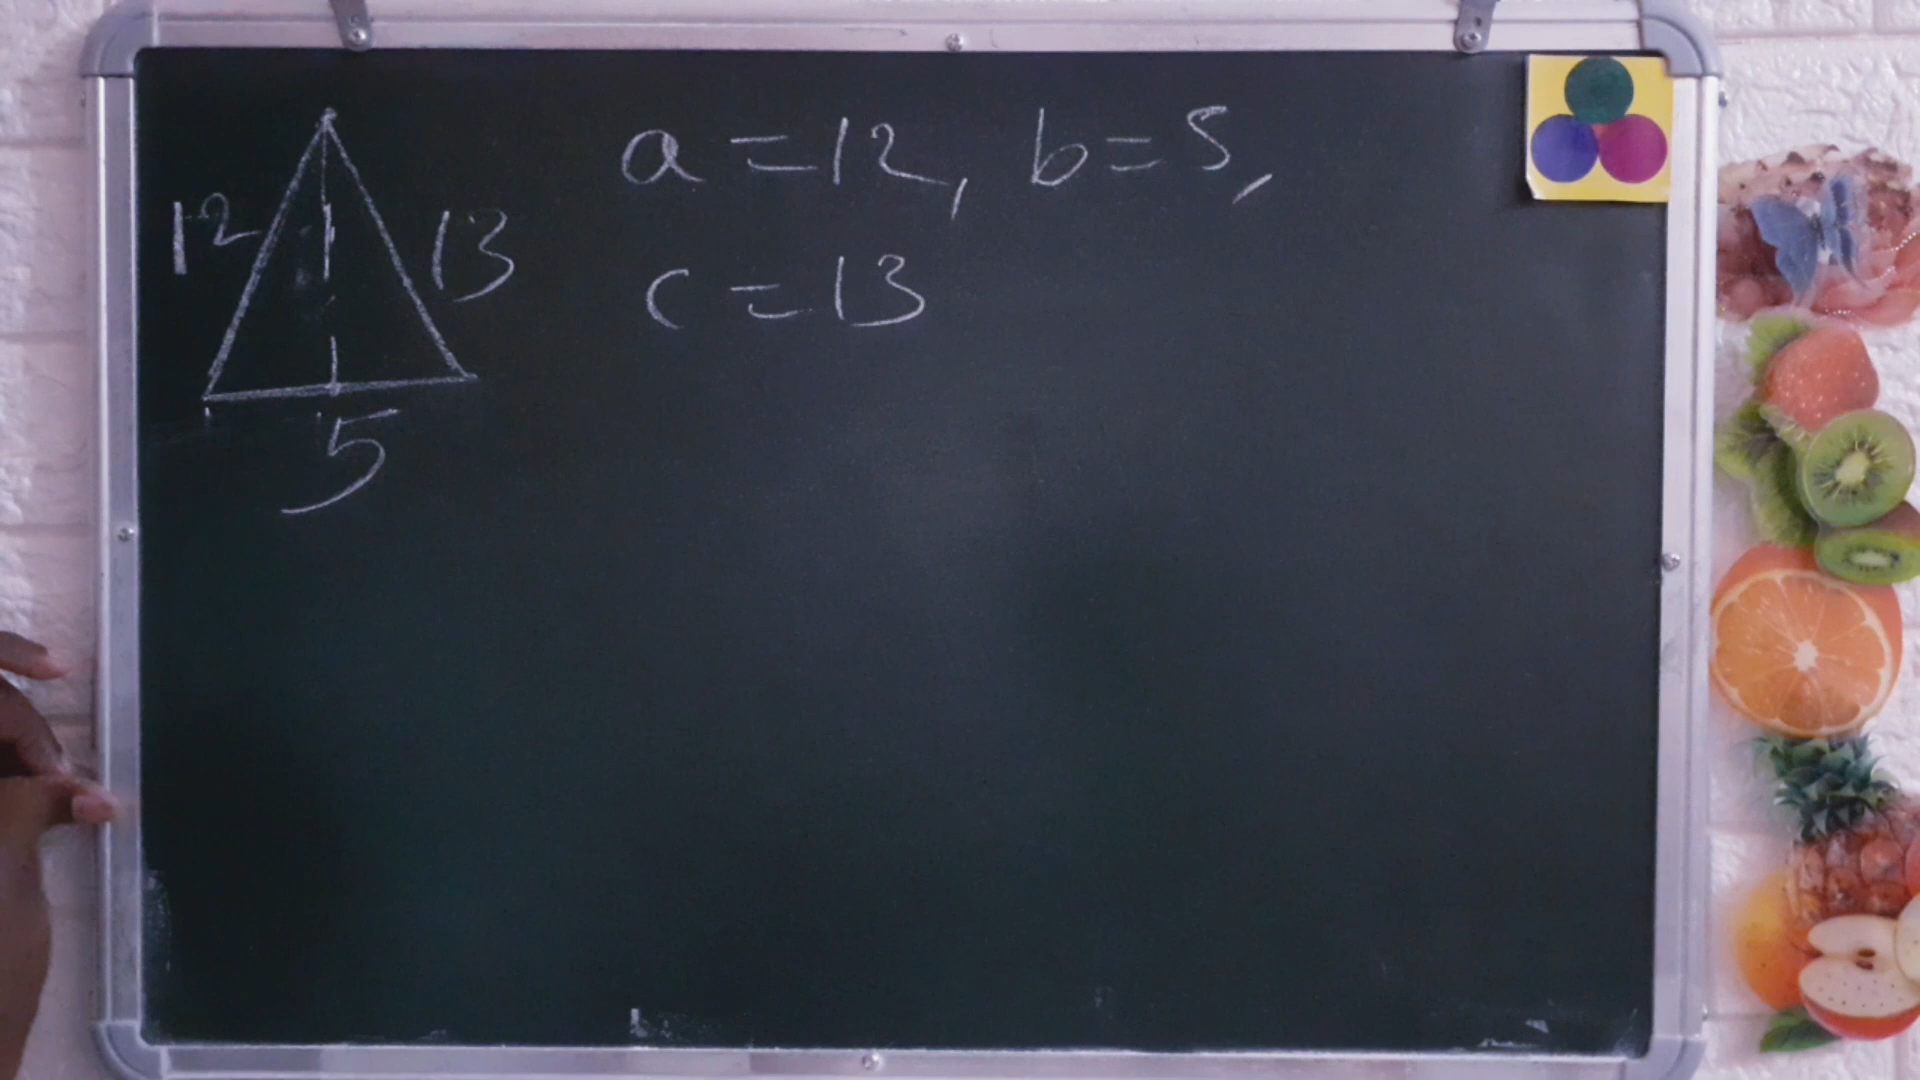 a = 12, b = 5,
12 13
c = 13
5